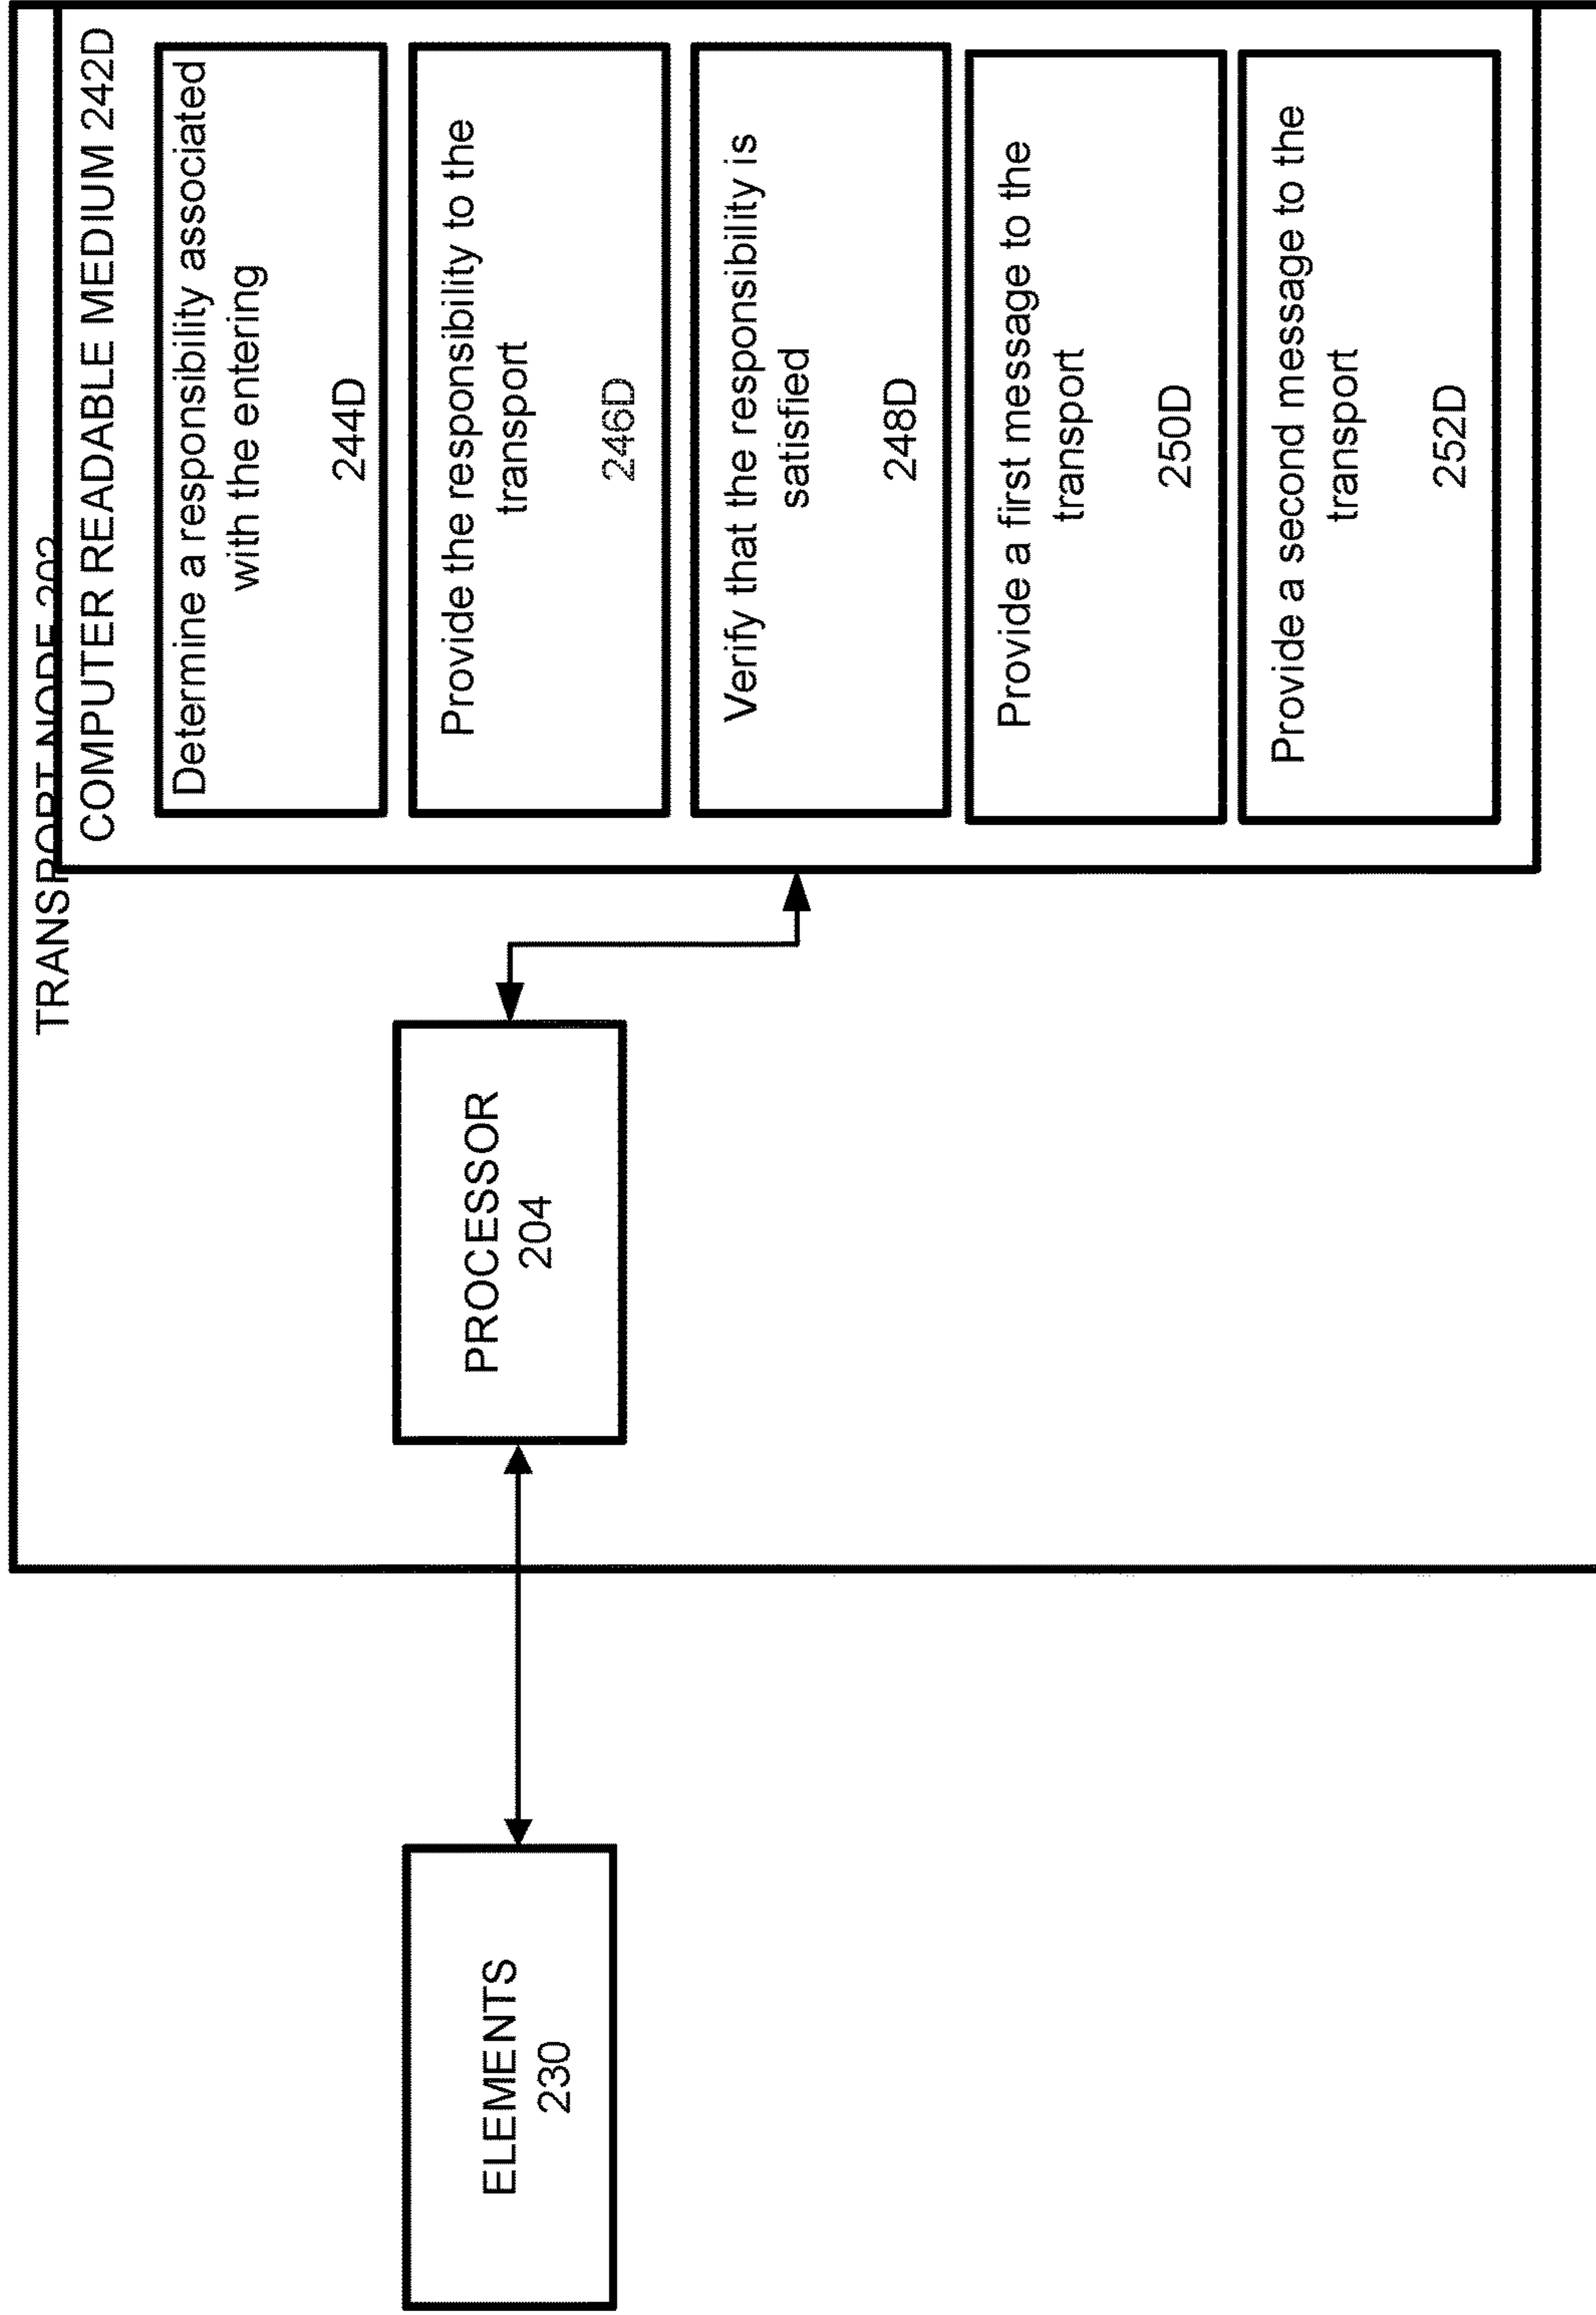 TRANSPORT NODE 202
COMPUTER READABLE MEDIUM 242D
Determine a responsibility associated
with the entering
244D
Provide the responsibility to the
transport
246D
Verify that the responsibility is
satisfied
248D
Provide a first message to the
transport
250D
Provide a second message to the
transport
252D
PROCESSOR
204
ELEMENTS
230